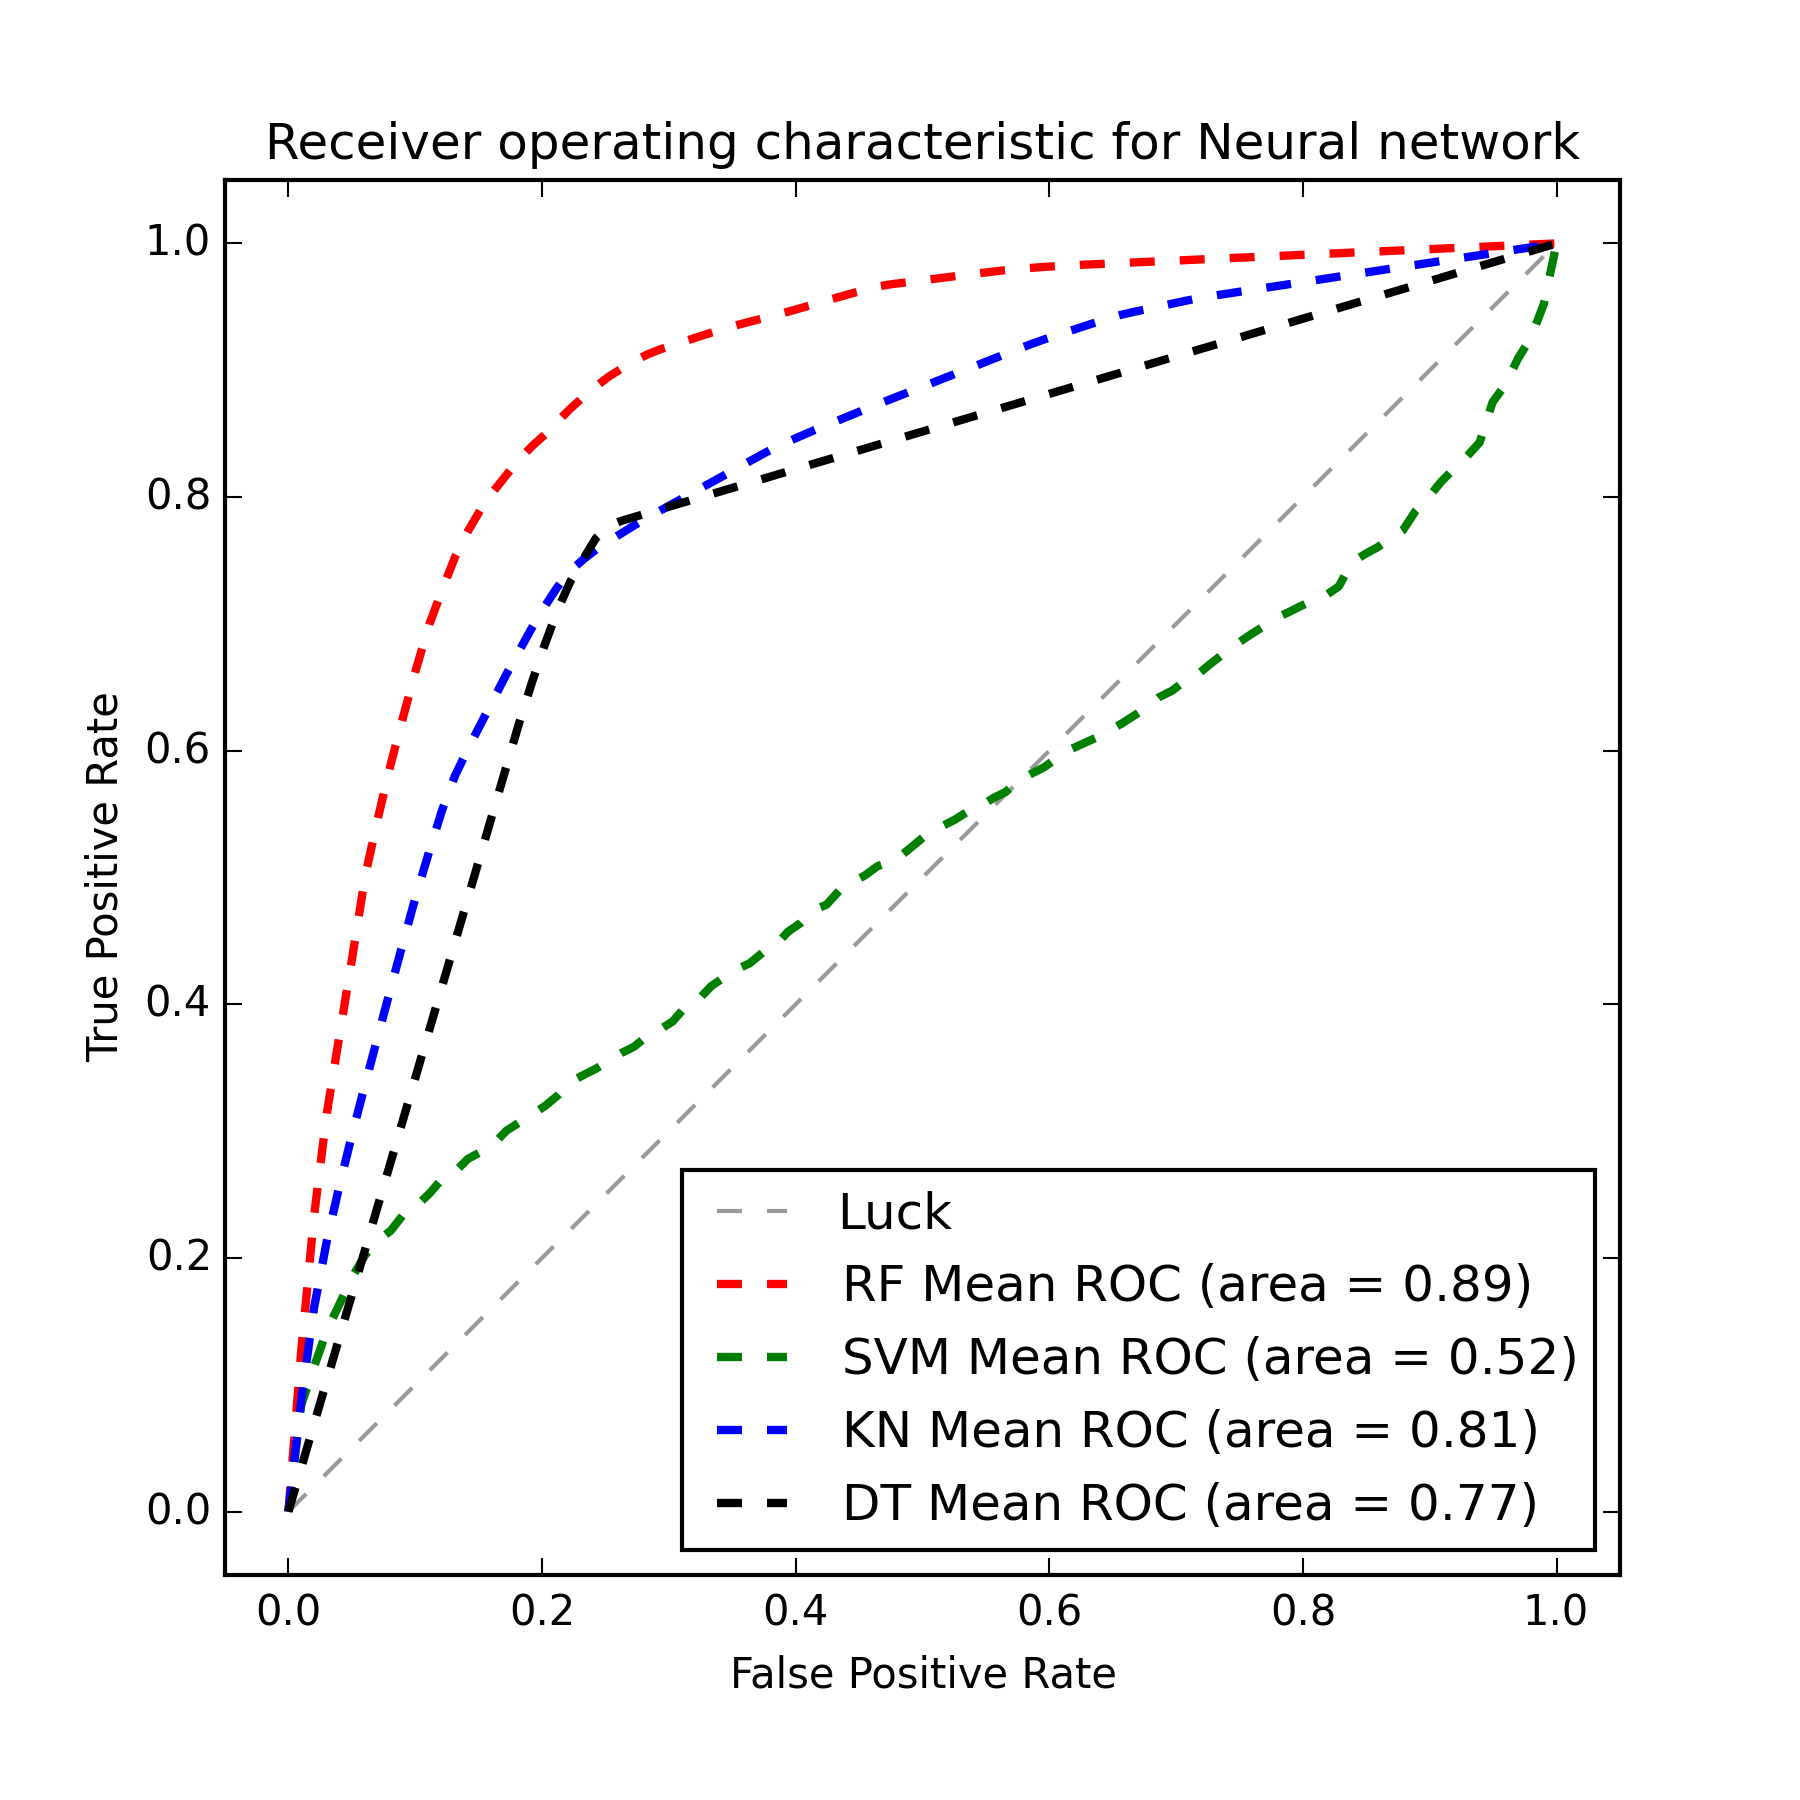 Receiver operating characteristic for Neural network
1.0
0.8
0.6
0.4
0.2
0.0
True Positive Rate
Luck
RF Mean ROC (area = 0.89)
SVM Mean ROC (area = 0.52)
KN Mean ROC (area = 0.81)
DT Mean ROC (area = 0.77)
0.0 0.2 0.4 0.6 0.8 1.0
False Positive Rate